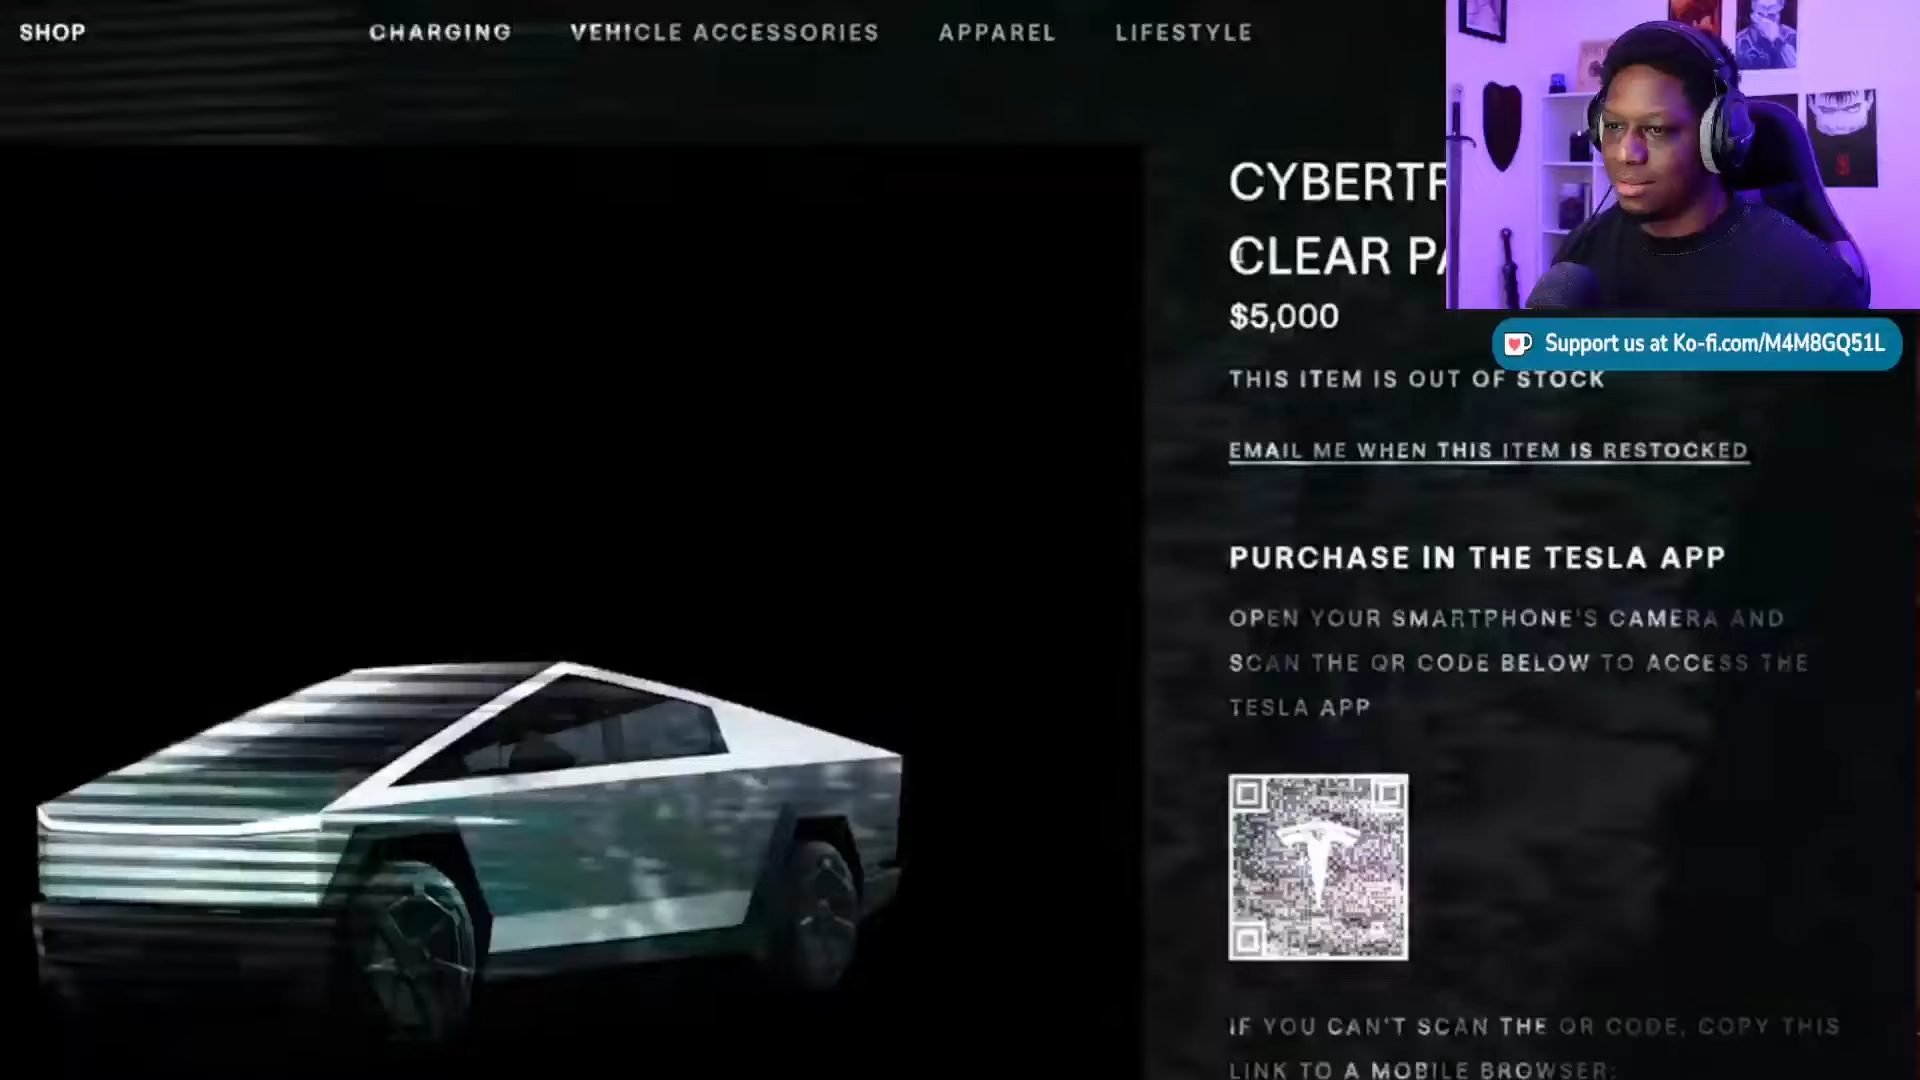 SHOP CHARGING VEHICLE ACCESSORIES APPAREL LIFESTYLE
CYBERTR
CLEAR PA
$5,000
Support us at Ko-fi.com/M4M8GQ51L
THIS ITEM IS OUT OF STOCK
EMAIL ME WHEN THIS ITEM IS RESTOCKED
PURCHASE IN THE TESLA APP
OPEN YOUR SMARTPHONE'S CAMERA AND
SCAN THE QR CODE BELOW TO ACCESS THE
TESLA APP
IF YOU CAN'T SCAN THE QR CODE, COPY THIS
LINK TO A MOBILE BROWSER: